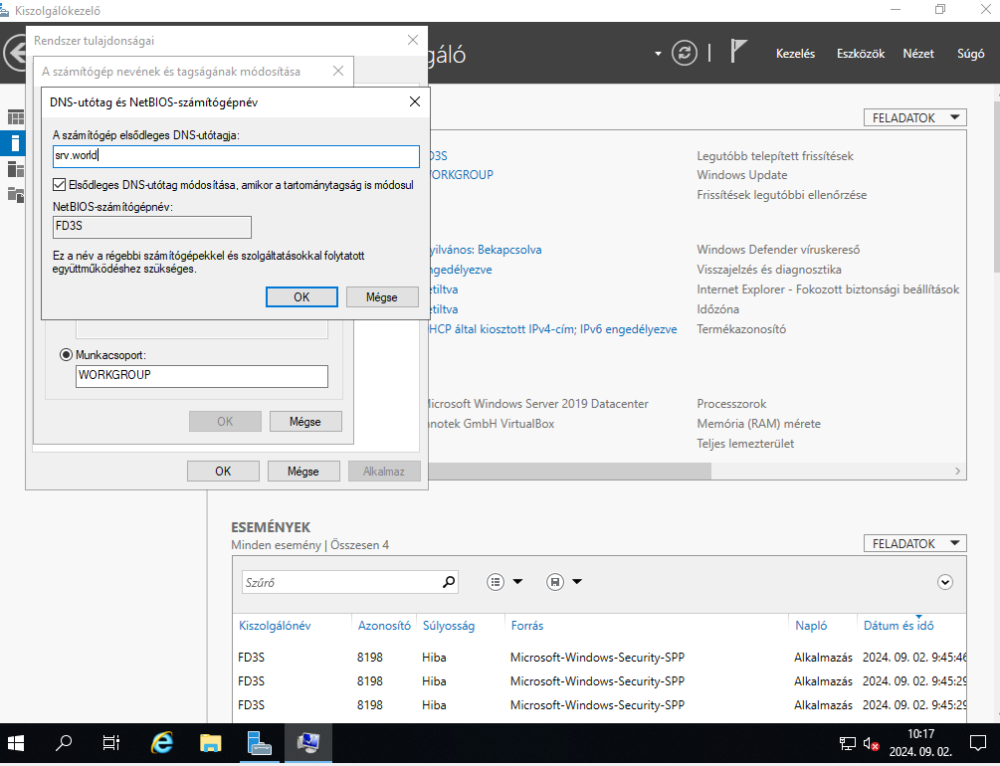 Kiszolgálókezelő
Rendszer tulajdonságai
A számítógép nevének és tagságának módosítása
DNS-utótag és NetBIOS-számítógépnév
A számítógép elsődleges DNS-utótagja:
srv.world
Elsődleges DNS-utótag módosítása, amikor a tartománytagság is módosul
NetBIOS-számítógépnév:
FD3S
Ez a név a régebbi számítógépekkel és szolgáltatásokkal folytatott
együttműködéshez szükséges.
OK Mégse
Munkacsoport:
WORKGROUP
OK Mégse
OK Mégse Alkalmaz
gáló
Kezelés Eszközök Nézet Súgó
FELADATOK
D3S Legutóbb telepített frissítések
WORKGROUP Windows Update
Frissítések legutóbbi ellenőrzése
yilvános: Bekapcsolva Windows Defender víruskereső
ngedélyezve Visszajelzés és diagnosztika
etiltva Internet Explorer - Fokozott biztonsági beállítások
etiltva Időzóna
HCP által kiosztott IPv4-cím; IPv6 engedélyezve Termékazonosító
Microsoft Windows Server 2019 Datacenter Processzorok
nnotek GmbH VirtualBox Memória (RAM) mérete
Teljes lemezterület
ESEMÉNYEK
Minden esemény | Összesen 4
FELADATOK
Szűrő
Kiszolgálónév Azonosító Súlyosság Forrás Napló Dátum és idő
FD3S 8198 Hiba Microsoft-Windows-Security-SPP Alkalmazás 2024. 09. 02. 9:45:46
FD3S 8198 Hiba Microsoft-Windows-Security-SPP Alkalmazás 2024. 09. 02. 9:45:29
FD3S 8198 Hiba Microsoft-Windows-Security-SPP Alkalmazás 2024. 09. 02. 9:45:29
10:17
2024. 09. 02.